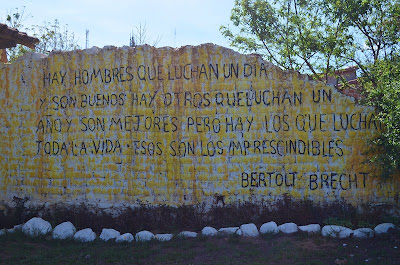 HAY HOMBRES QUE LUCHAN UN DIA
Y SON BUENOS HAY OTROS QUE LUCHAN UN
AÑO Y SON MEJORES PERO HAY LOS QUE LUCHAN
TODA LA VIDA · ESOS SON LOS IMPRESCINDIBLES
BERTOLT BRECHT